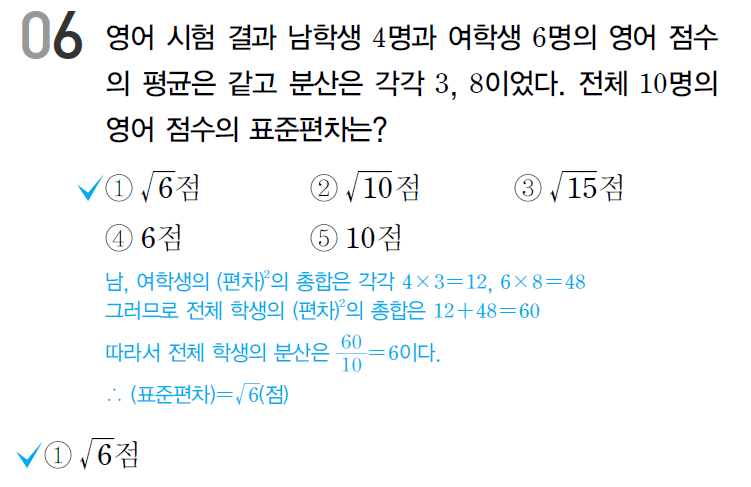 06 영어 시험 결과 남학생 4명과 여학생 6명의 영어 점수
의 평균은 같고 분산은 각각 3, 8이었다. 전체 10명의
영어 점수의 표준편차는?
① √6점 ② √10점 ③ √15점
④ 6점 ⑤ 10점
남, 여학생의 (편차)²의 총합은 각각 4×3=12, 6×8=48
그러므로 전체 학생의 (편차)²의 총합은 12+48=60
따라서 전체 학생의 분산은 60/10=6이다.
∴ (표준편차)=√6(점)
① √6점